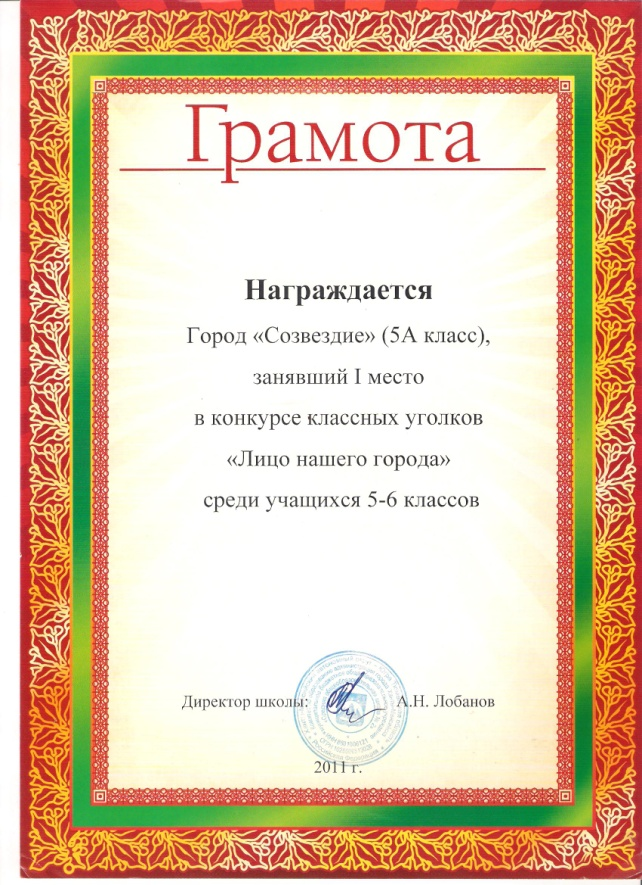 Грамота
Награждается
Город «Созвездие» (5А класс),
занявший I место
в конкурсе классных уголков
«Лицо нашего города»
среди учащихся 5-6 классов
Директор школы: А.Н. Лобанов
2011 г.